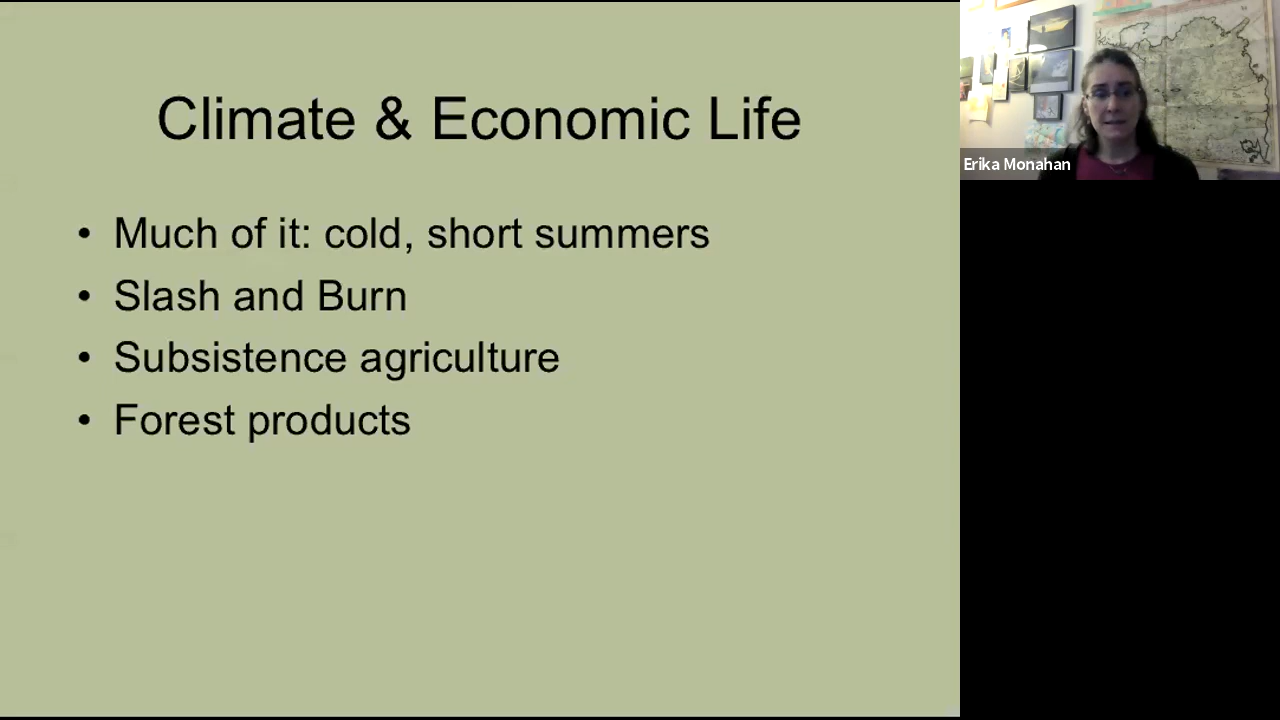 Climate & Economic Life
• Much of it: cold, short summers
• Slash and Burn
• Subsistence agriculture
• Forest products
Erika Monahan